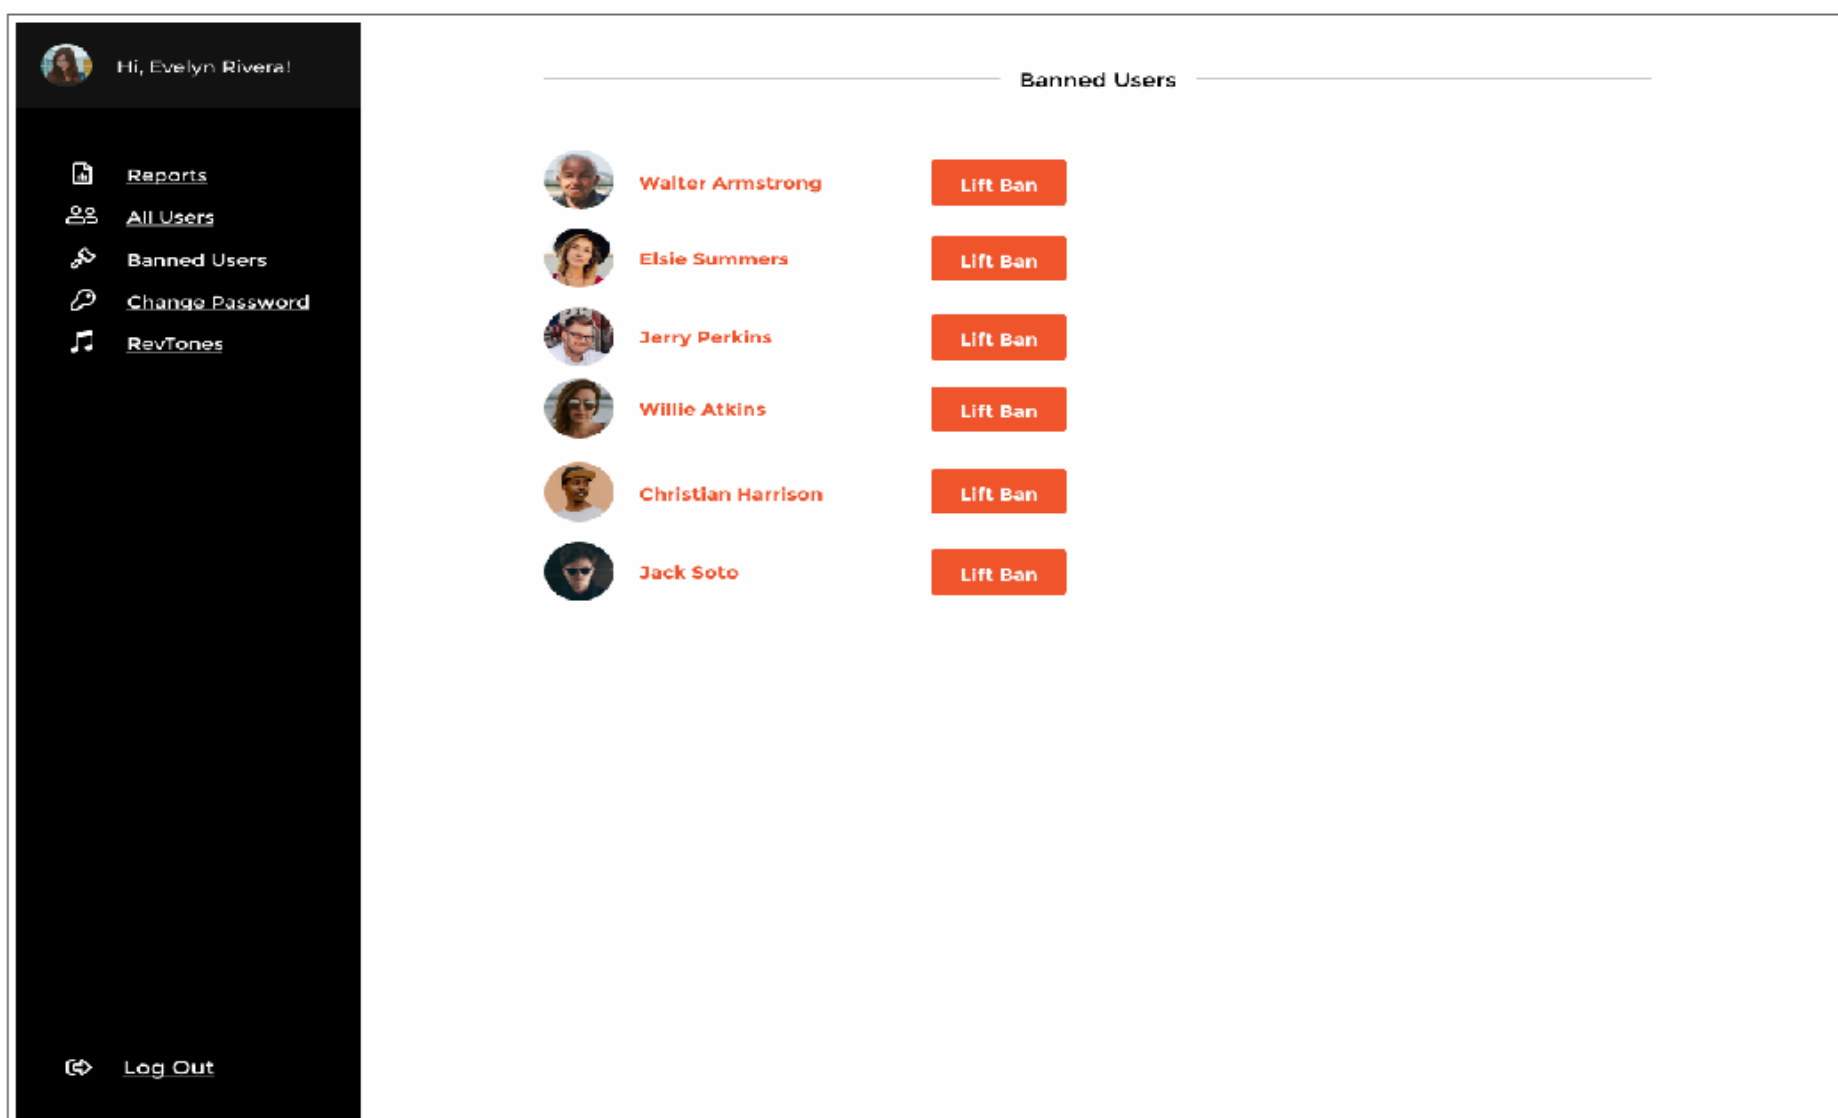 Hi, Evelyn Rivera!
Reports
All Users
Banned Users
Change Password
RevTones
Log Out
Banned Users
Walter Armstrong
Lift Ban
Elsie Summers
Lift Ban
Jerry Perkins
Lift Ban
Willie Atkins
Lift Ban
Christian Harrison
Lift Ban
Jack Soto
Lift Ban